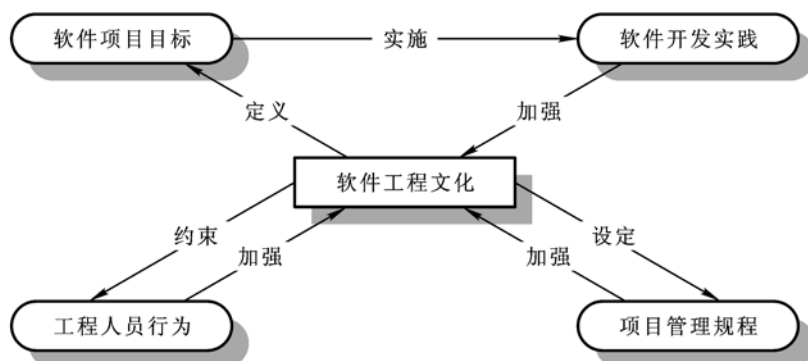 软件项目目标
实施
软件开发实践
定义
加强
软件工程文化
约束
加强
加强
设定
工程人员行为
项目管理规程